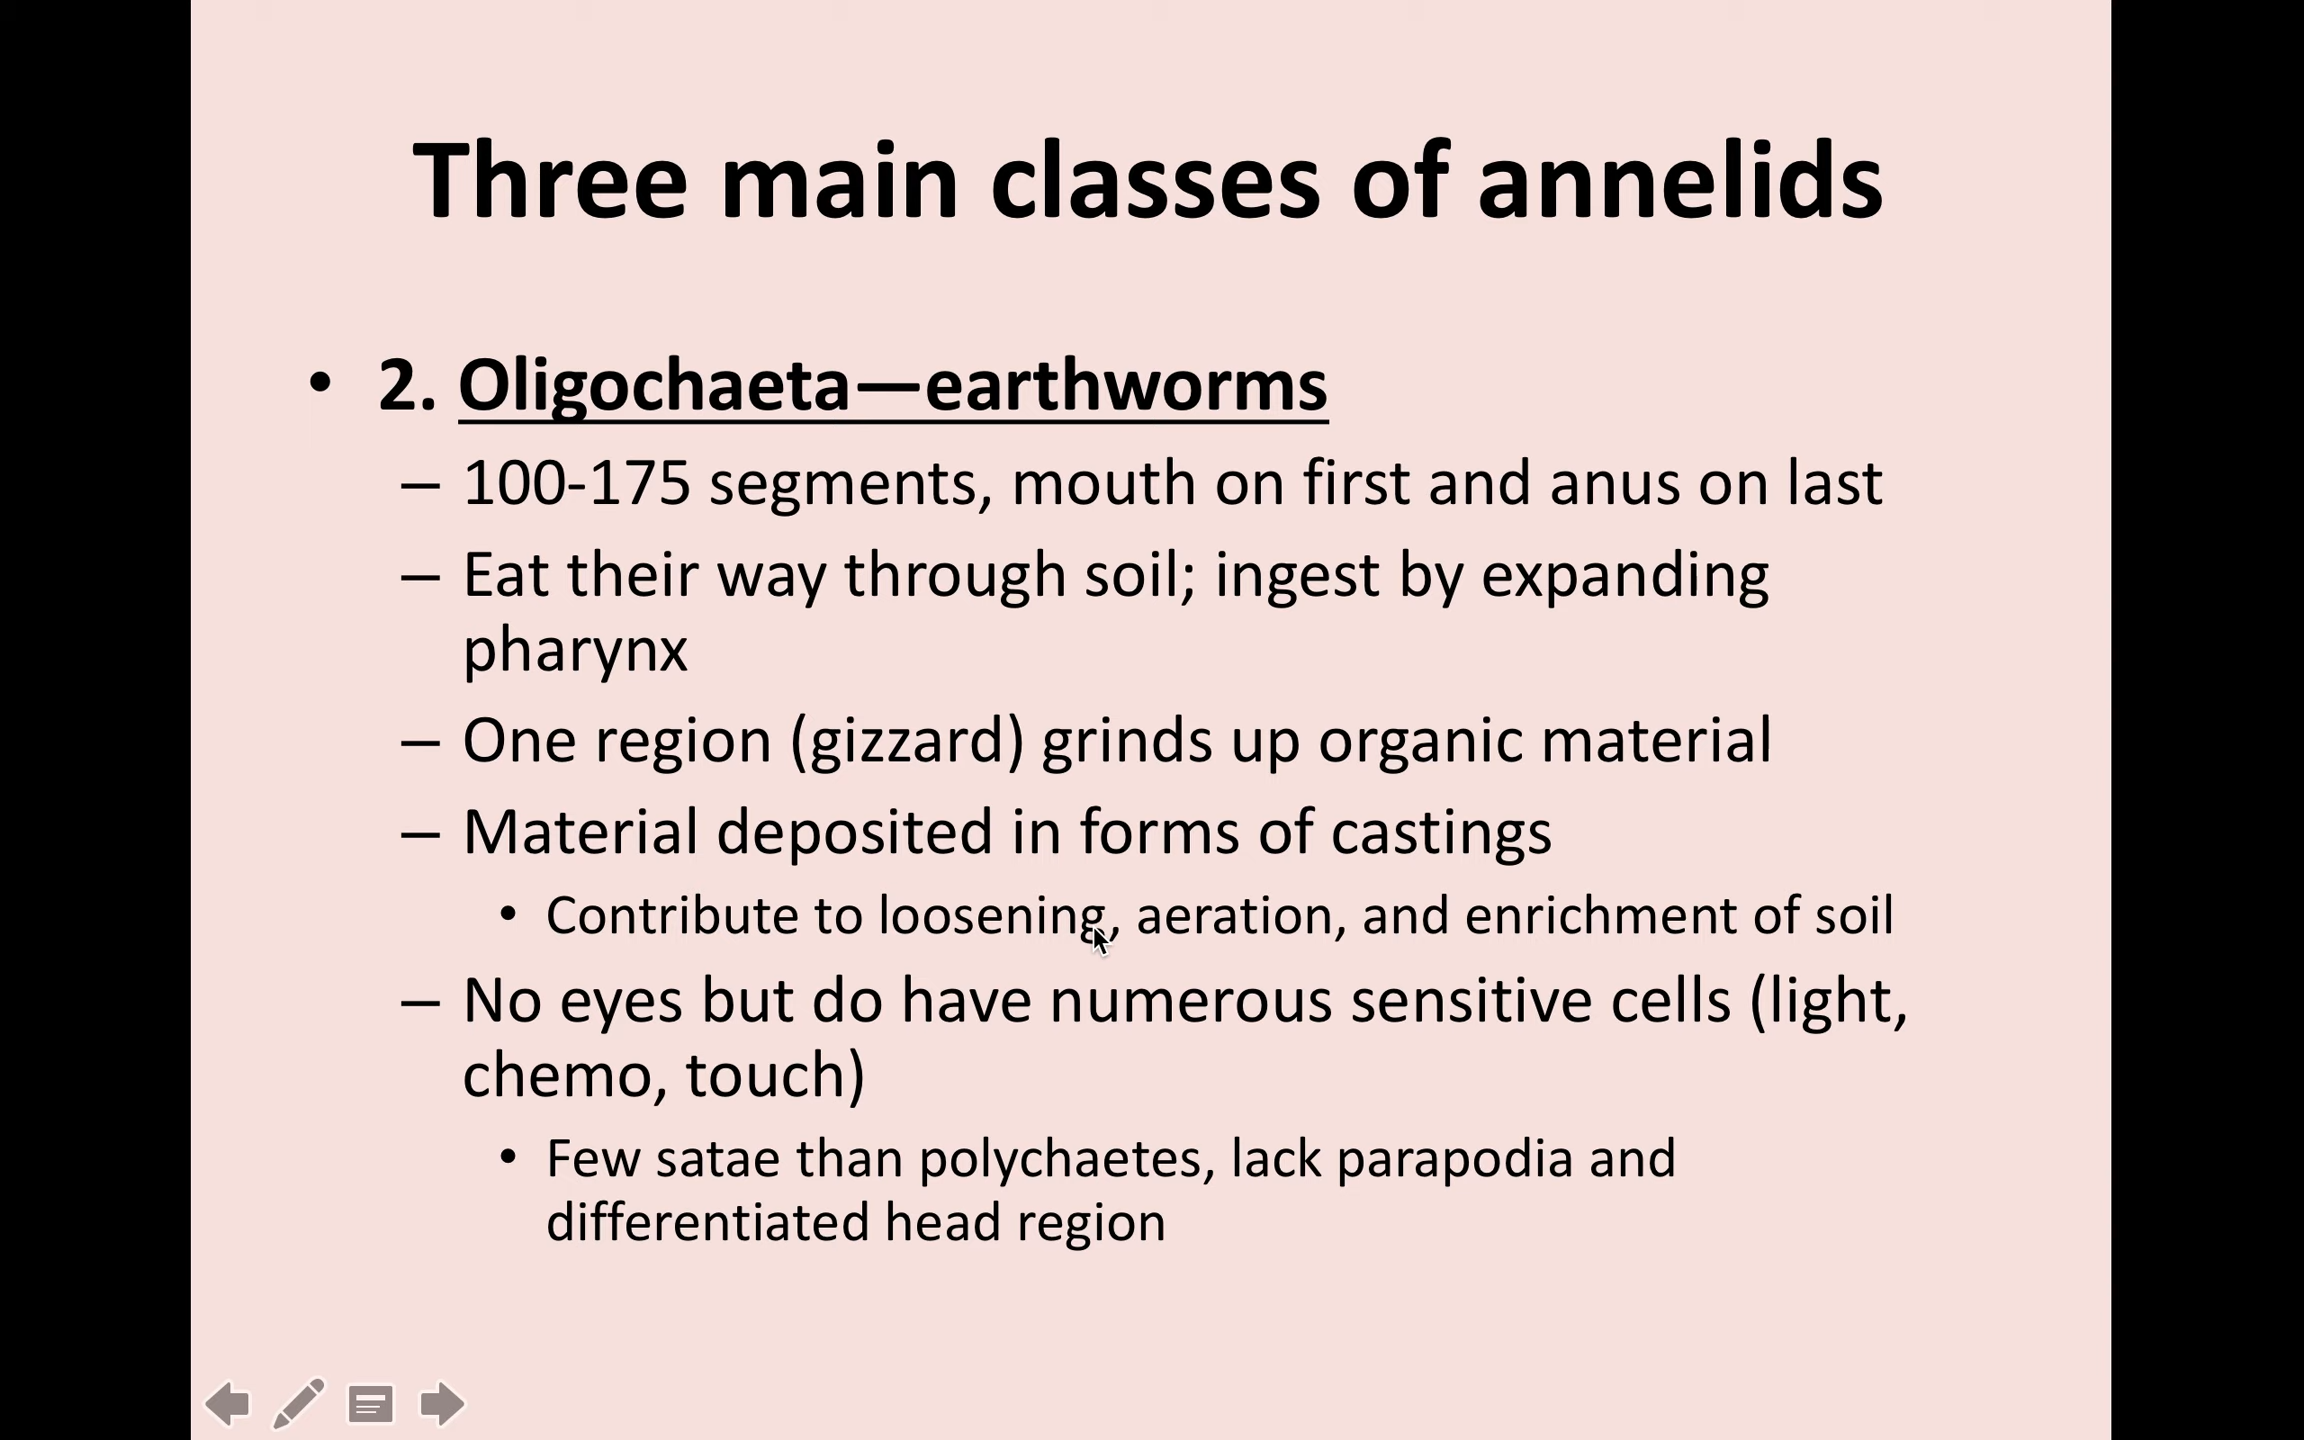 Three main classes of annelids
• 2. Oligochaeta—earthworms
– 100-175 segments, mouth on first and anus on last
– Eat their way through soil; ingest by expanding
pharynx
– One region (gizzard) grinds up organic material
– Material deposited in forms of castings
• Contribute to loosening, aeration, and enrichment of soil
– No eyes but do have numerous sensitive cells (light,
chemo, touch)
• Few satae than polychaetes, lack parapodia and
differentiated head region